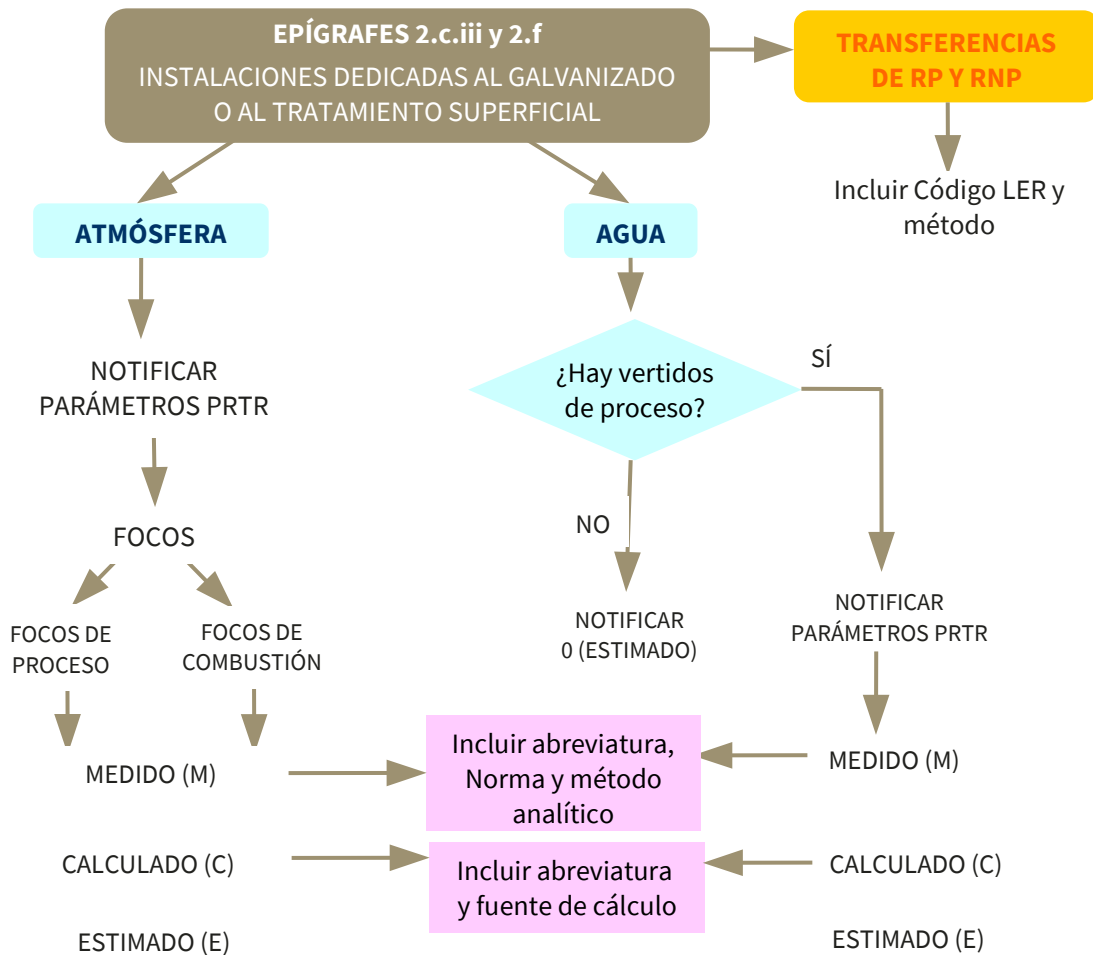 EPÍGRAFES 2.c.iii y 2.f
INSTALACIONES DEDICADAS AL GALVANIZADO
O AL TRATAMIENTO SUPERFICIAL
TRANSFERENCIAS
DE RP Y RNP
Incluir Código LER y
método
ATMÓSFERA
AGUA
NOTIFICAR
PARÁMETROS PRTR
¿Hay vertidos
de proceso?
SÍ
NO
FOCOS
FOCOS DE
PROCESO
FOCOS DE
COMBUSTIÓN
NOTIFICAR
0 (ESTIMADO)
NOTIFICAR
PARÁMETROS PRTR
MEDIDO (M)
Incluir abreviatura,
Norma y método
analítico
MEDIDO (M)
CALCULADO (C)
Incluir abreviatura
y fuente de cálculo
CALCULADO (C)
ESTIMADO (E)
ESTIMADO (E)